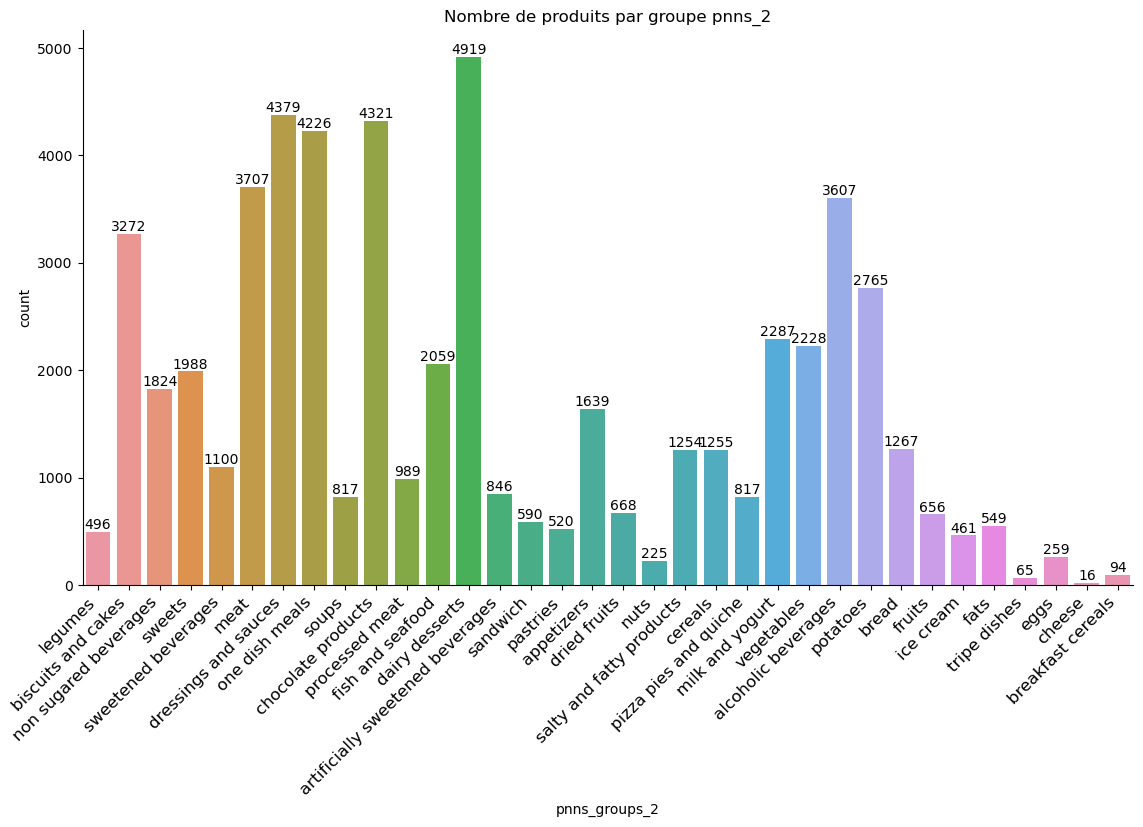 Nombre de produits par groupe pnns_2
count
5000
4000
3000
2000
1000
0
496
3272
1824
1988
1100
3707
4379
4226
817
4321
989
2059
4919
846
590
520
1639
668
225
1254
1255
817
2287
2228
3607
2765
1267
656
461
549
65
259
16
94
legumes
biscuits and cakes
non sugared beverages
sweets
sweetened beverages
meat
dressings and sauces
one dish meals
soups
chocolate products
processed meat
fish and seafood
dairy desserts
artificially sweetened beverages
sandwich
pastries
appetizers
dried fruits
nuts
salty and fatty products
cereals
pizza pies and quiche
milk and yogurt
vegetables
alcoholic beverages
potatoes
bread
fruits
ice cream
fats
tripe dishes
eggs
cheese
breakfast cereals
pnns_groups_2